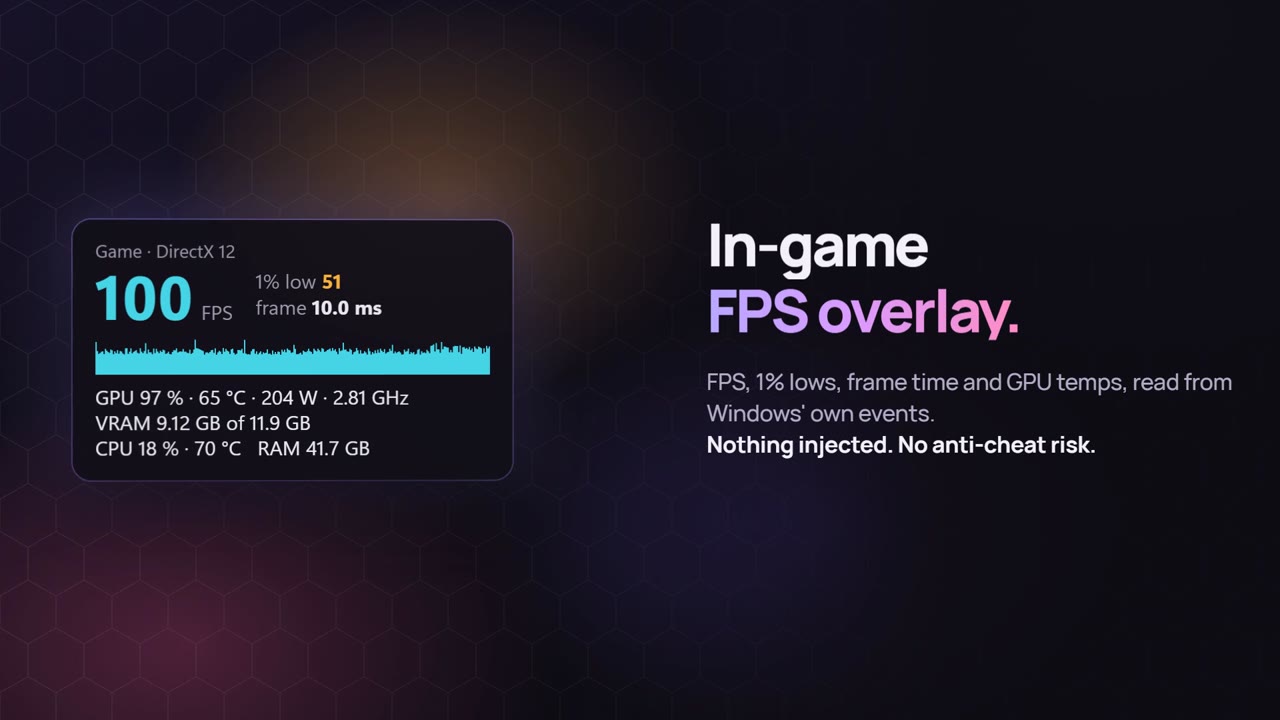 Game · DirectX 12
100 FPS
1% low 51
frame 10.0 ms
GPU 97 % · 65 °C · 204 W · 2.81 GHz
VRAM 9.12 GB of 11.9 GB
CPU 18 % · 70 °C RAM 41.7 GB
In-game
FPS overlay.
FPS, 1% lows, frame time and GPU temps, read from
Windows' own events.
Nothing injected. No anti-cheat risk.